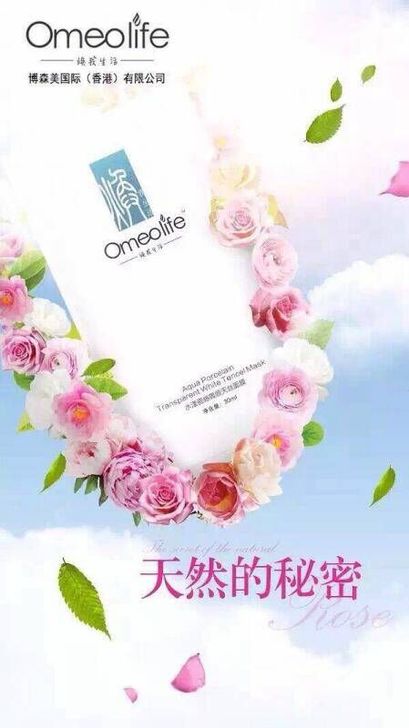 Omeolife
焕我生活
博森美国际（香港）有限公司
焕
Omeolife
焕我生活
Aqua Porcelain
Transparent White Tencel Mask
净含量：30ml
The secret of the natural
天然的秘密
Rose